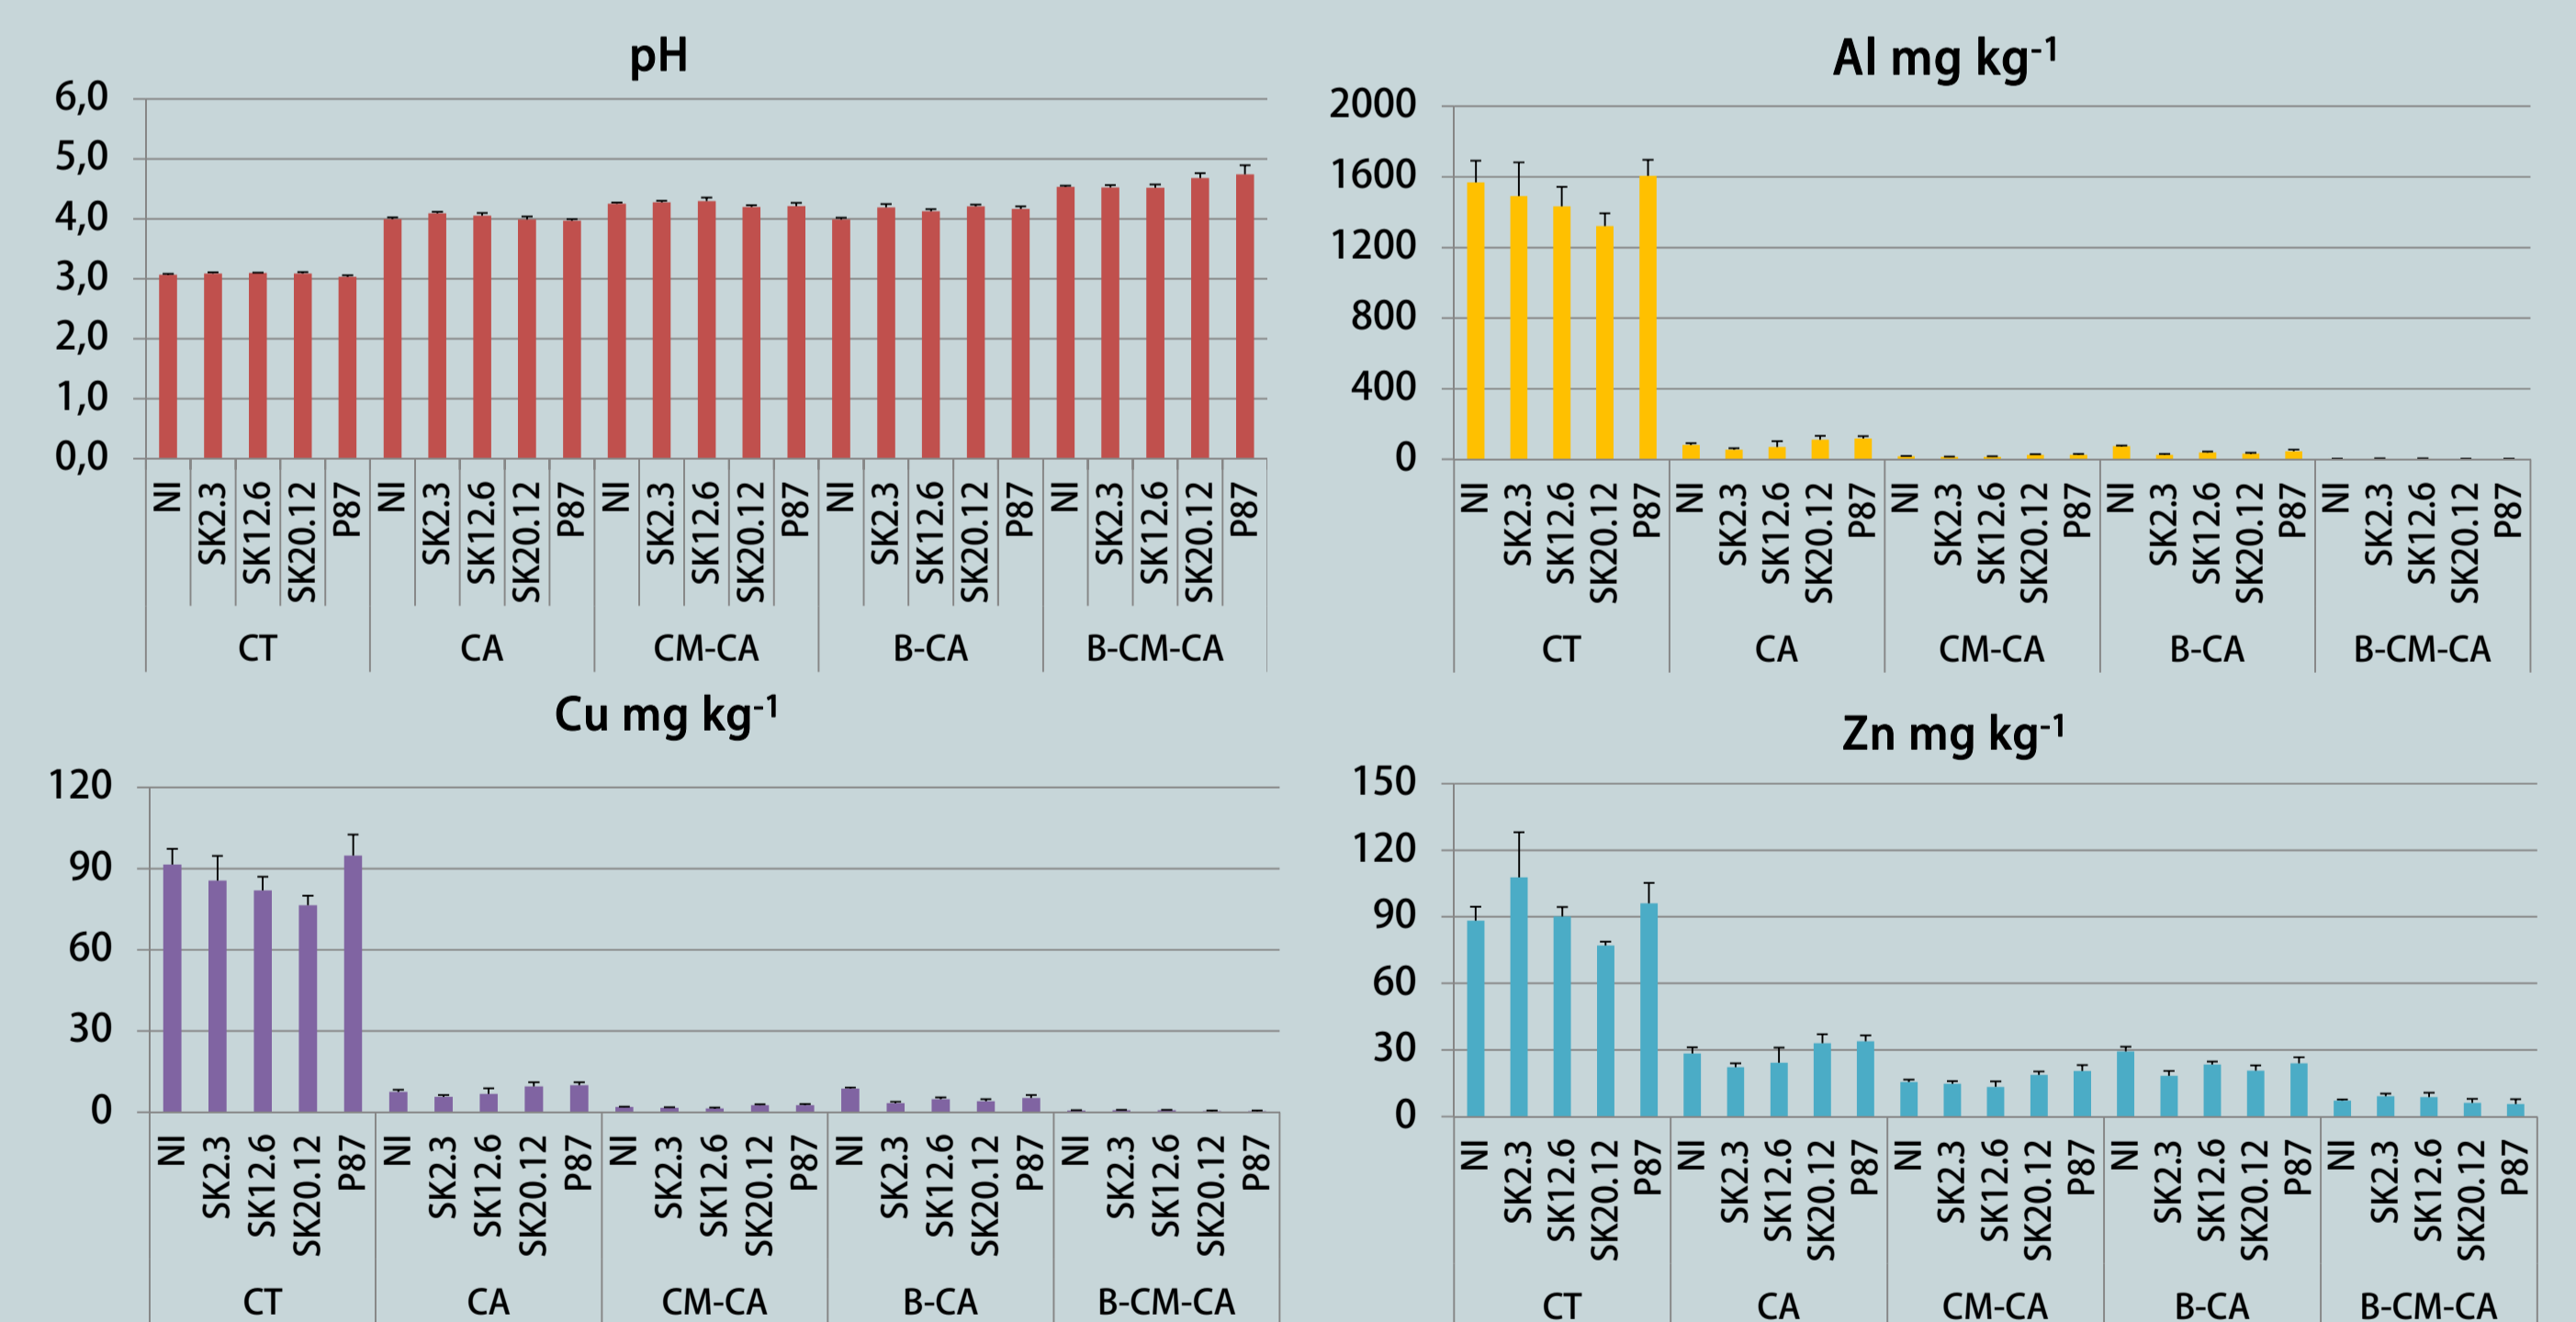 pH
6,0
5,0
4,0
3,0
2,0
1,0
0,0
NI SK2.3 SK12.6 SK20.12 P87 NI SK2.3 SK12.6 SK20.12 P87 NI SK2.3 SK12.6 SK20.12 P87 NI SK2.3 SK12.6 SK20.12 P87 NI SK2.3 SK12.6 SK20.12 P87
CT CA CM-CA B-CA B-CM-CA
Al mg kg-1
2000
1600
1200
800
400
0
NI SK2.3 SK12.6 SK20.12 P87 NI SK2.3 SK12.6 SK20.12 P87 NI SK2.3 SK12.6 SK20.12 P87 NI SK2.3 SK12.6 SK20.12 P87 NI SK2.3 SK12.6 SK20.12 P87
CT CA CM-CA B-CA B-CM-CA
Cu mg kg-1
120
90
60
30
0
NI SK2.3 SK12.6 SK20.12 P87 NI SK2.3 SK12.6 SK20.12 P87 NI SK2.3 SK12.6 SK20.12 P87 NI SK2.3 SK12.6 SK20.12 P87 NI SK2.3 SK12.6 SK20.12 P87
CT CA CM-CA B-CA B-CM-CA
Zn mg kg-1
150
120
90
60
30
0
NI SK2.3 SK12.6 SK20.12 P87 NI SK2.3 SK12.6 SK20.12 P87 NI SK2.3 SK12.6 SK20.12 P87 NI SK2.3 SK12.6 SK20.12 P87 NI SK2.3 SK12.6 SK20.12 P87
CT CA CM-CA B-CA B-CM-CA